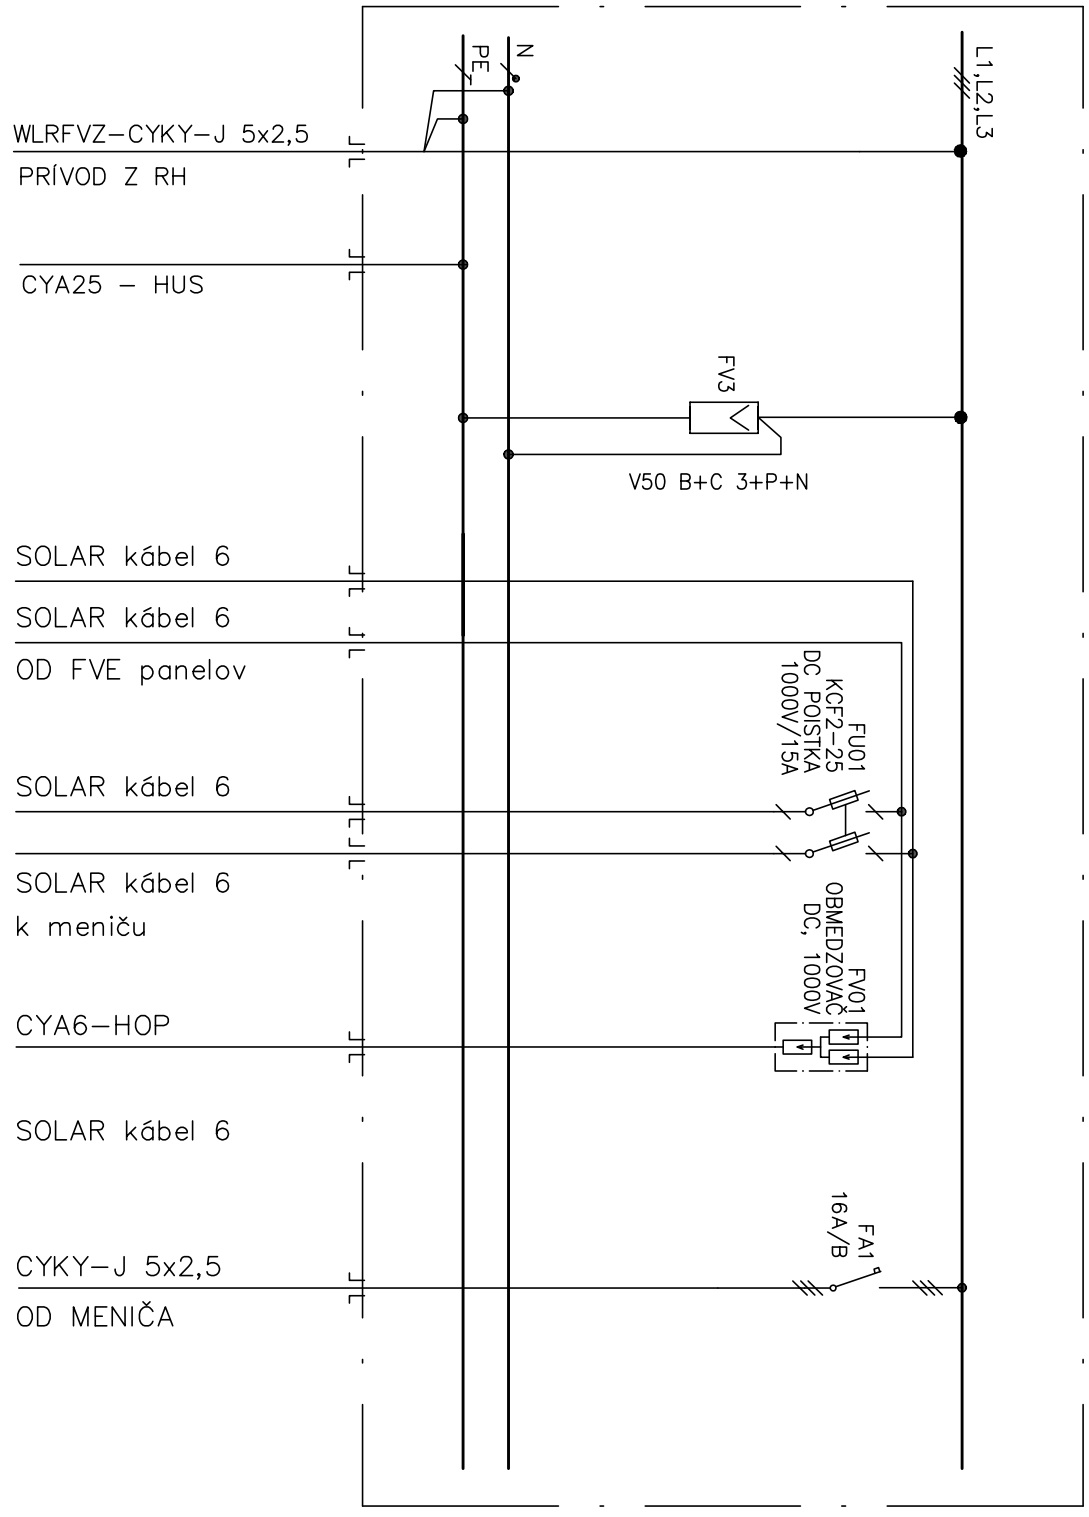 PE
N
L1,L2,L3
WLRFVZ-CYKY-J 5x2,5
PRÍVOD Z RH
CYA25 - HUS
FV3
V50 B+C 3+P+N
SOLAR kábel 6
SOLAR kábel 6
OD FVE panelov
FU01
KCF2-25
DC POISTKA
1000V/15A
SOLAR kábel 6
SOLAR kábel 6
k meniču
FV01
OBMEDZOVAČ
DC, 1000V
CYA6-HOP
SOLAR kábel 6
FA1
16A/B
CYKY-J 5x2,5
OD MENIČA